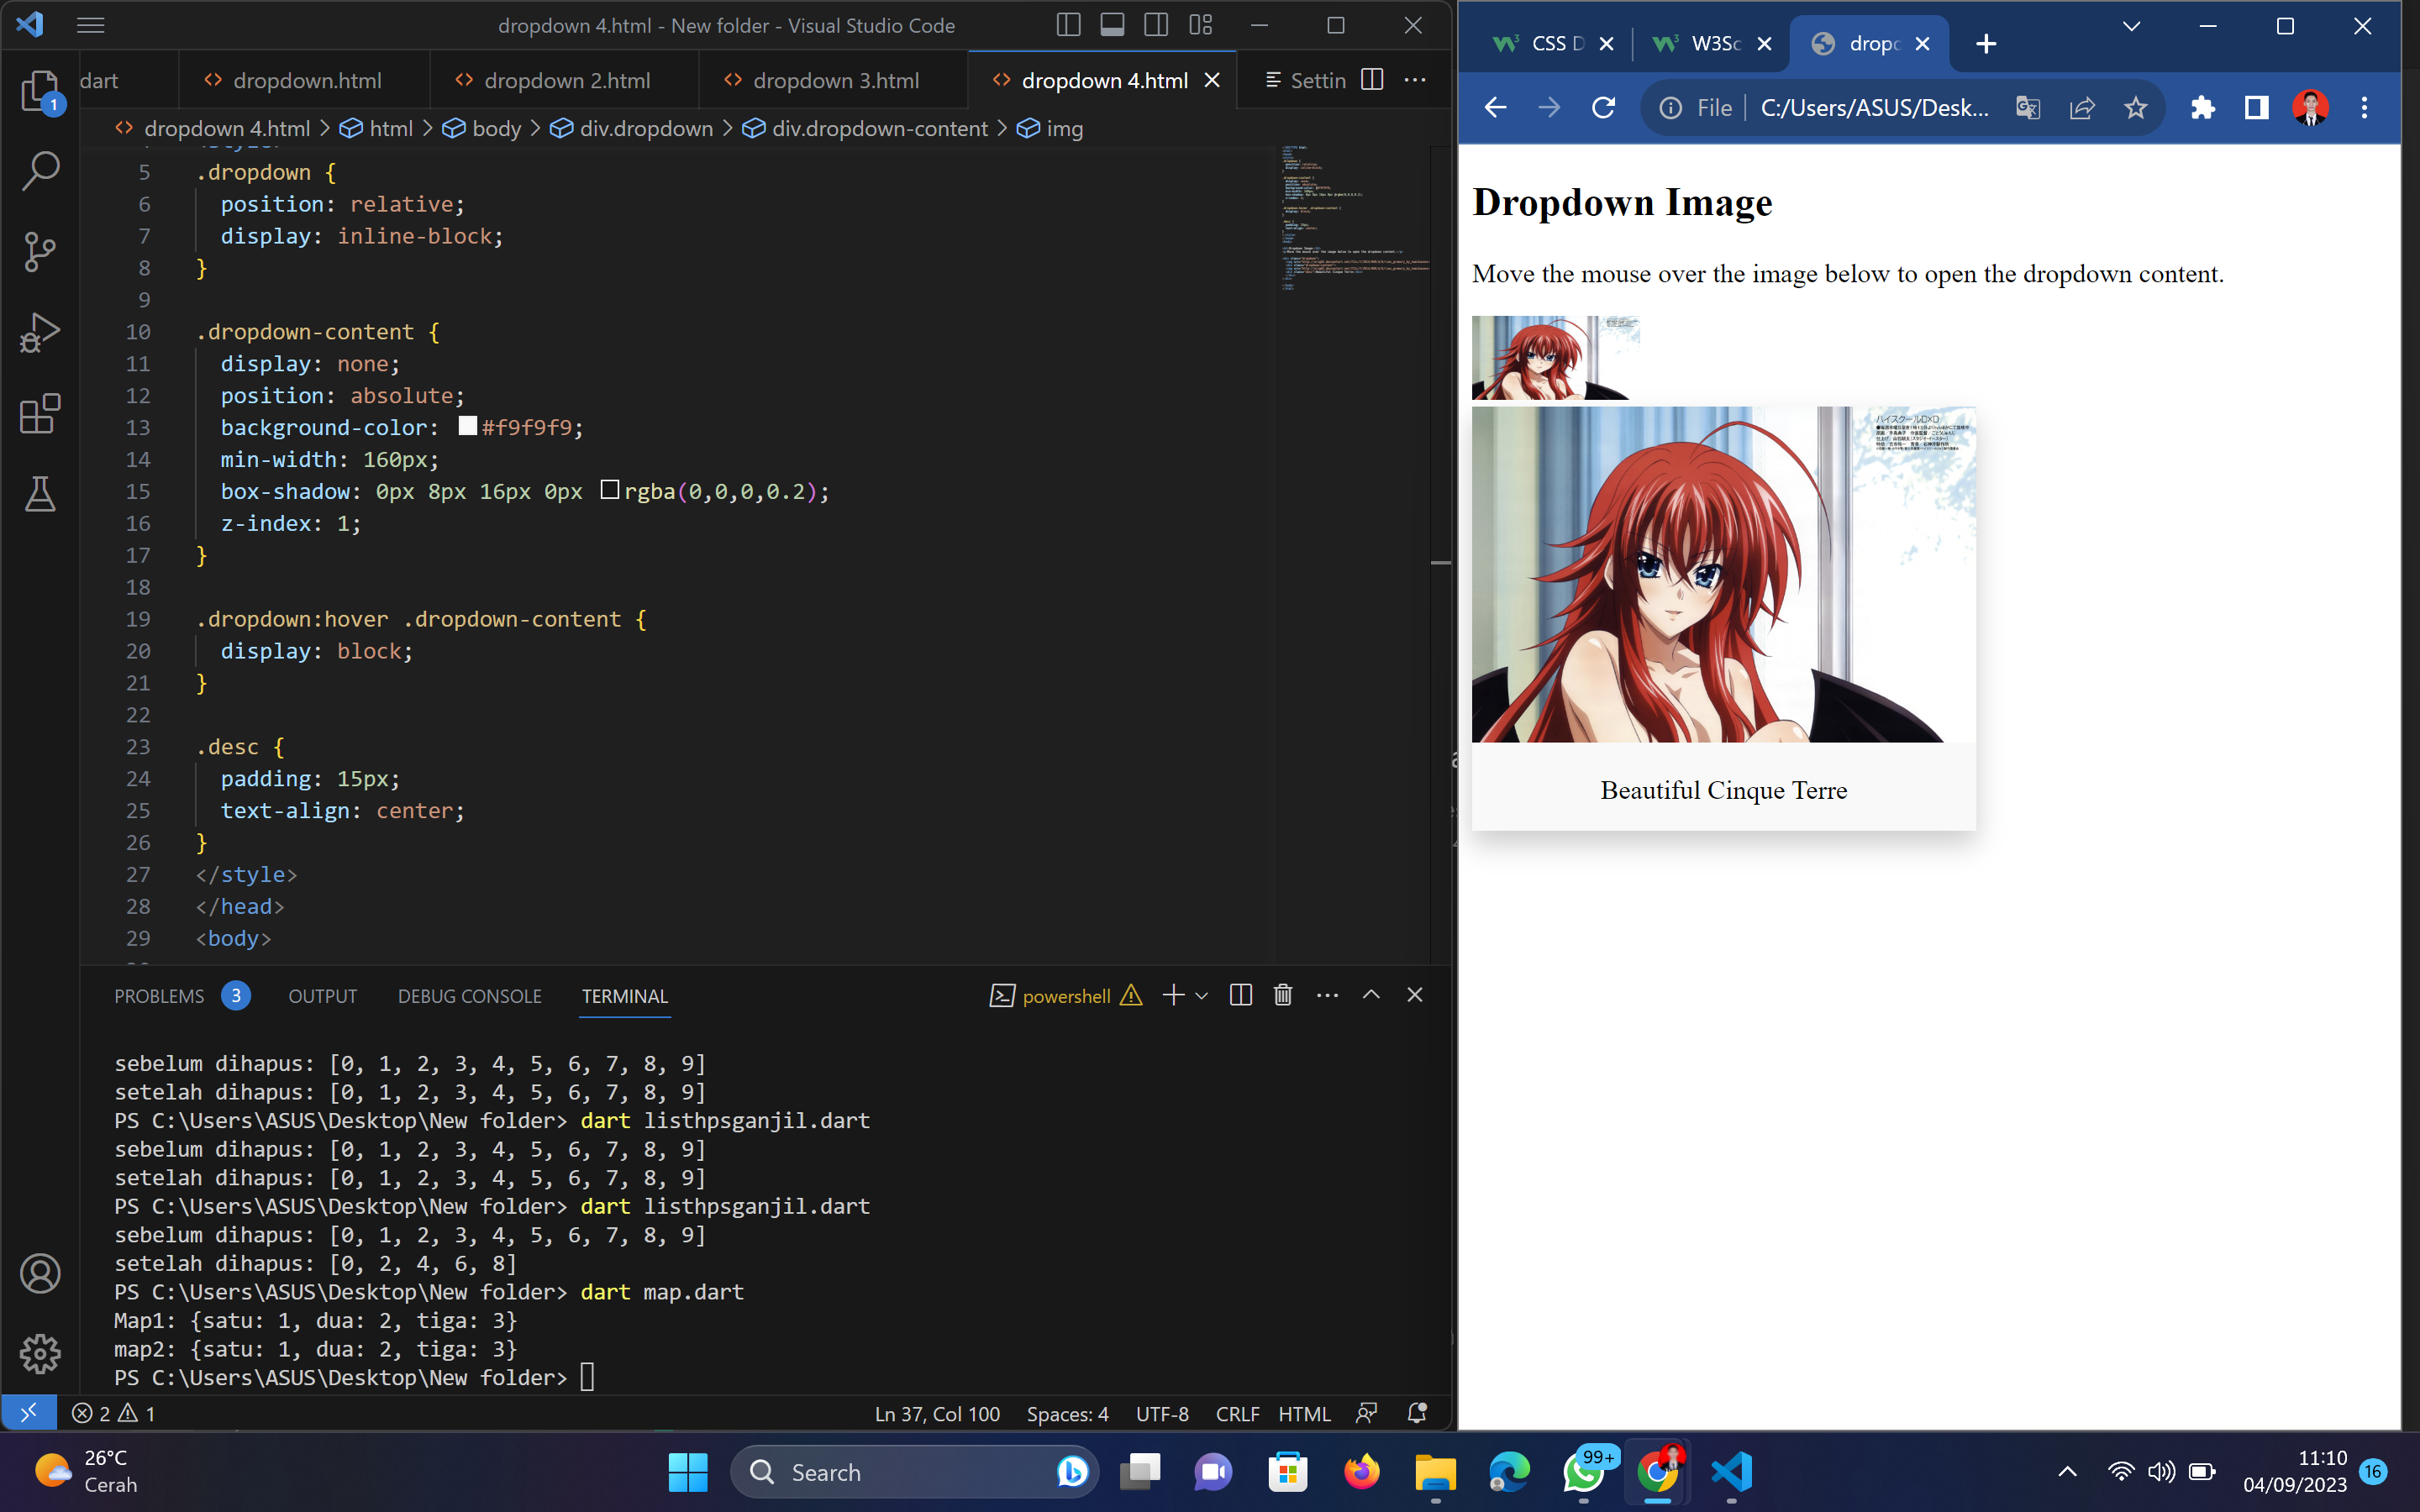 dropdown 4.html - New folder - Visual Studio Code
dart
dropdown.html
dropdown 2.html
dropdown 3.html
dropdown 4.html
Settin
dropdown 4.html > html > body > div.dropdown > div.dropdown-content > img
5 .dropdown {
6 position: relative;
7 display: inline-block;
8 }
9
10 .dropdown-content {
11 display: none;
12 position: absolute;
13 background-color: #f9f9f9;
14 min-width: 160px;
15 box-shadow: 0px 8px 16px 0px rgba(0,0,0,0.2);
16 z-index: 1;
17 }
18
19 .dropdown:hover .dropdown-content {
20 display: block;
21 }
22
23 .desc {
24 padding: 15px;
25 text-align: center;
26 }
27 </style>
28 </head>
29 <body>
PROBLEMS 3 OUTPUT DEBUG CONSOLE TERMINAL
powershell
sebelum dihapus: [0, 1, 2, 3, 4, 5, 6, 7, 8, 9]
setelah dihapus: [0, 1, 2, 3, 4, 5, 6, 7, 8, 9]
PS C:\Users\ASUS\Desktop\New folder> dart listhpsganjil.dart
sebelum dihapus: [0, 1, 2, 3, 4, 5, 6, 7, 8, 9]
setelah dihapus: [0, 1, 2, 3, 4, 5, 6, 7, 8, 9]
PS C:\Users\ASUS\Desktop\New folder> dart listhpsganjil.dart
sebelum dihapus: [0, 1, 2, 3, 4, 5, 6, 7, 8, 9]
setelah dihapus: [0, 2, 4, 6, 8]
PS C:\Users\ASUS\Desktop\New folder> dart map.dart
Map1: {satu: 1, dua: 2, tiga: 3}
map2: {satu: 1, dua: 2, tiga: 3}
PS C:\Users\ASUS\Desktop\New folder>
1
2 1
Ln 37, Col 100 Spaces: 4 UTF-8 CRLF HTML
CSS D
W3Sc
dropd
File C:/Users/ASUS/Desk...
Dropdown Image
Move the mouse over the image below to open the dropdown content.
ハイスクールD×D
Beautiful Cinque Terre
26°C
Cerah
Search
99+
11:10
04/09/2023
16